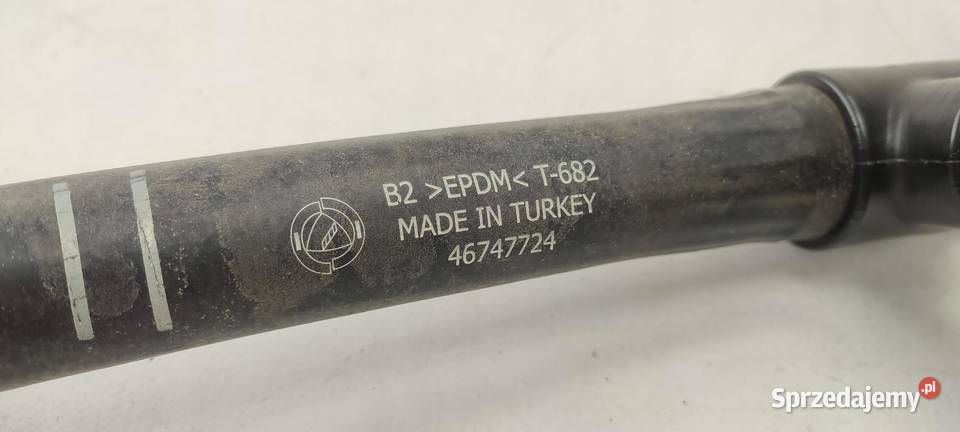 B2 >EPDM< T-682
MADE IN TURKEY
46747724
Sprzedajemy.pl